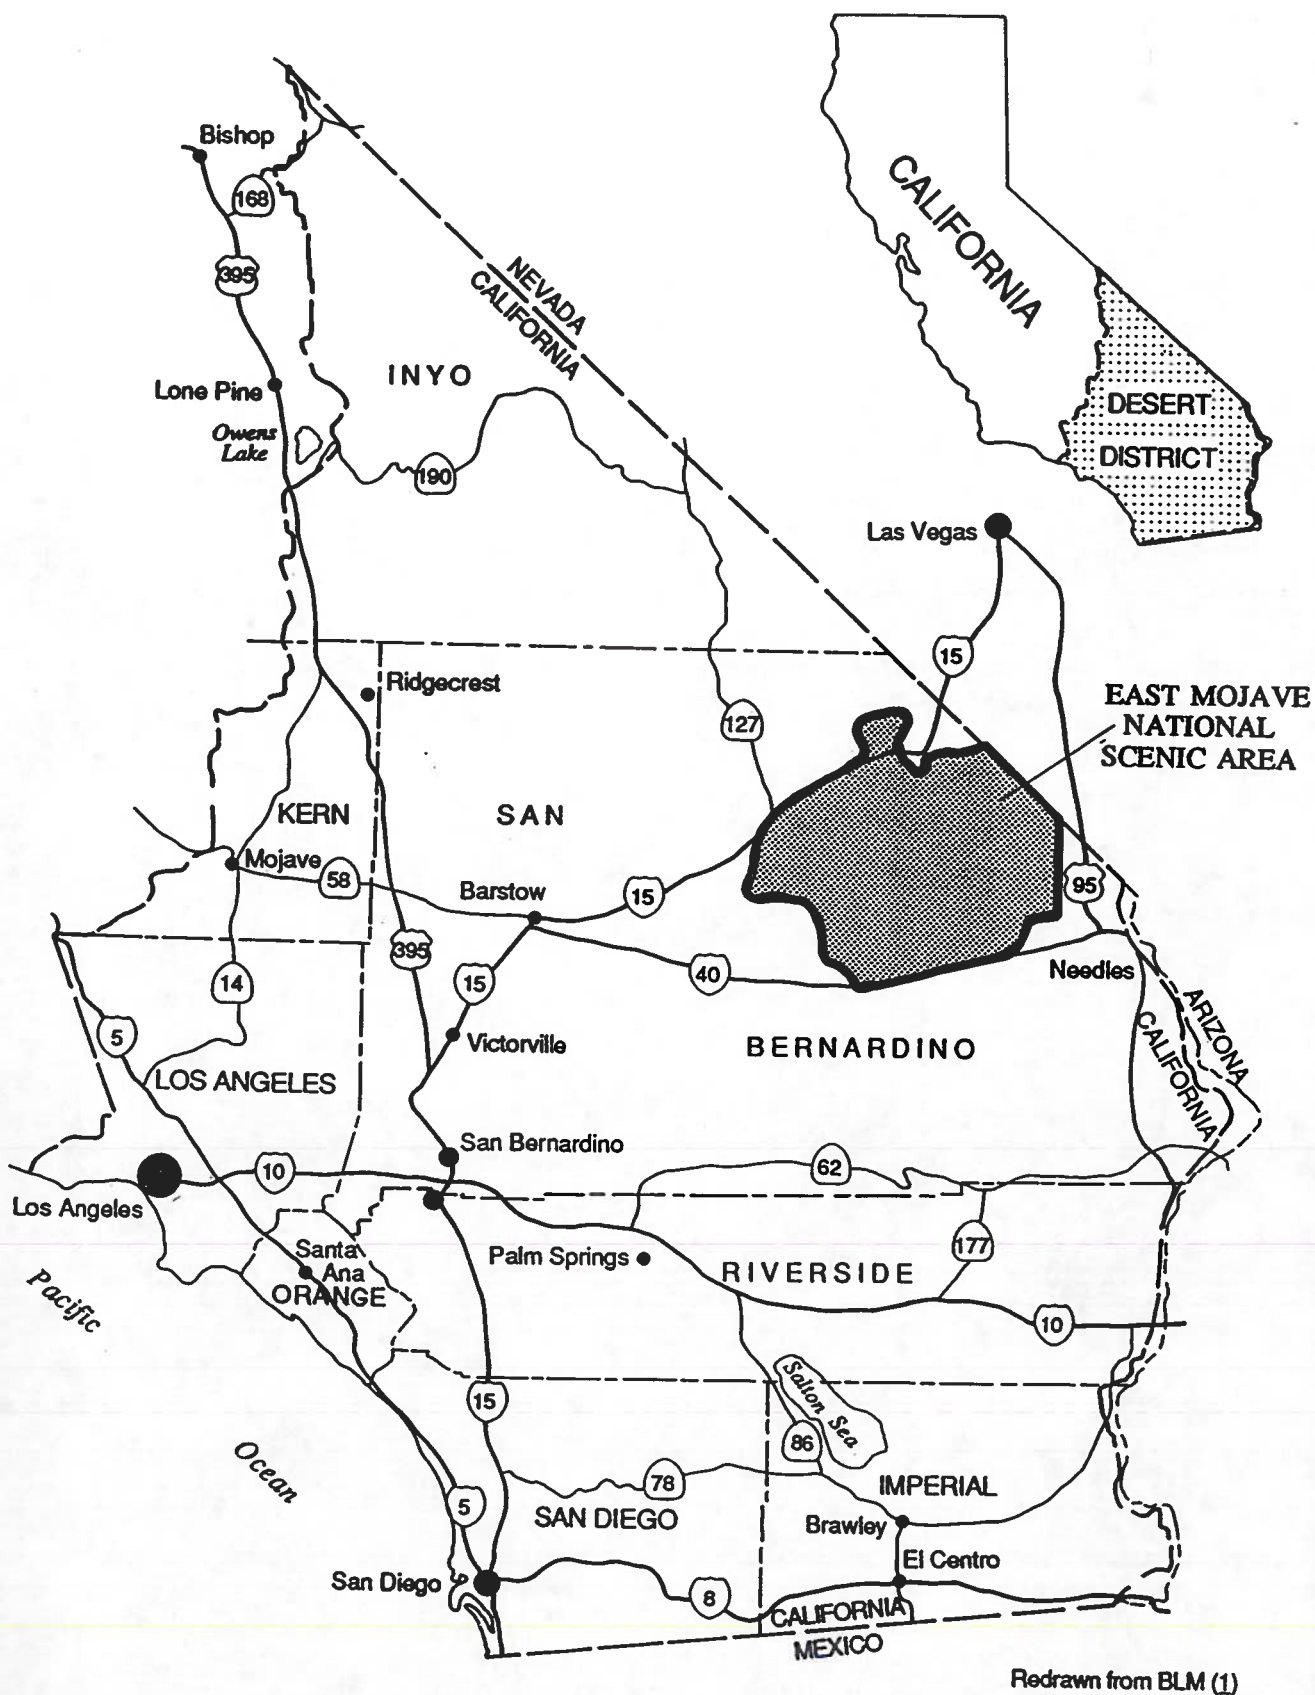 Bishop
168
395
NEVADA
CALIFORNIA
CALIFORNIA
INYO
DESERT
DISTRICT
Lone Pine
Owens
Lake
190
Las Vegas
15
Ridgecrest
127
EAST MOJAVE
NATIONAL
SCENIC AREA
KERN
SAN
Mojave
58
Barstow
15
95
395
14
15
40
Needles
5
Victorville
BERNARDINO
ARIZONA
CALIFORNIA
LOS ANGELES
San Bernardino
10
62
Los Angeles
177
Santa
Ana
ORANGE
Palm Springs
RIVERSIDE
Pacific
10
15
Salton Sea
86
Ocean
78
IMPERIAL
5
SAN DIEGO
Brawley
El Centro
San Diego
8
CALIFORNIA
MEXICO
Redrawn from BLM (1)